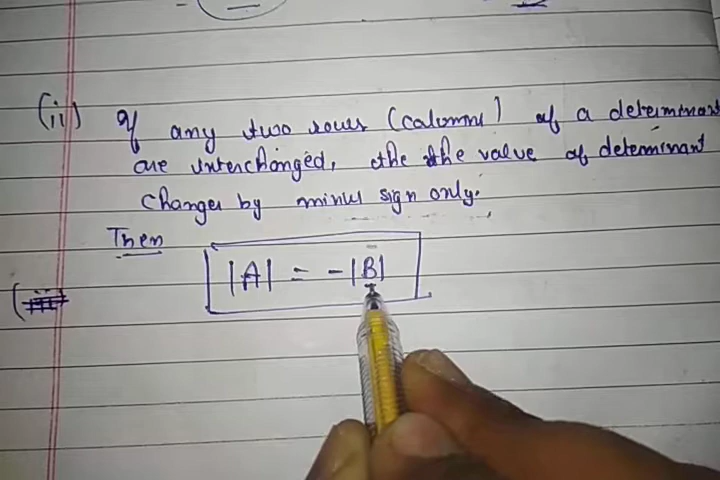 (ii) If any two rows (columns) of a determinant
are interchanged, the the value of determinant
changes by minus sign only.
Then
|A| = -|B|